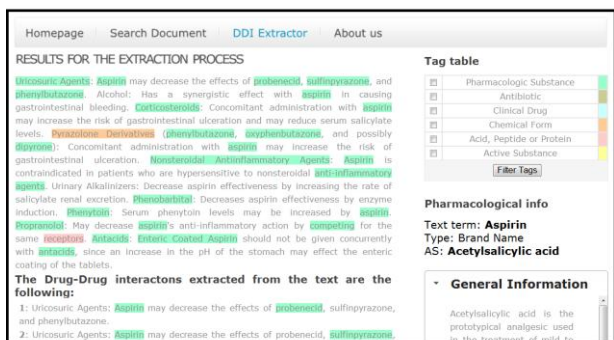 Homepage Search Document DDI Extractor About us
RESULTS FOR THE EXTRACTION PROCESS
Uricosuric Agents: Aspirin may decrease the effects of probenecid, sulfinpyrazone, and
phenylbutazone. Alcohol: Has a synergistic effect with aspirin in causing
gastrointestinal bleeding. Corticosteroids: Concomitant administration with aspirin
may increase the risk of gastrointestinal ulceration and may reduce serum salicylate
levels. Pyrazolone Derivatives (phenylbutazone, oxyphenbutazone, and possibly
dipyrone): Concomitant administration with aspirin may increase the risk of
gastrointestinal ulceration. Nonsteroidal Antiinflammatory Agents: Aspirin is
contraindicated in patients who are hypersensitive to nonsteroidal anti-inflammatory
agents. Urinary Alkalinizers: Decrease aspirin effectiveness by increasing the rate of
salicylate renal excretion. Phenobarbital: Decreases aspirin effectiveness by enzyme
induction. Phenytoin: Serum phenytoin levels may be increased by aspirin.
Propranolol: May decrease aspirin's anti-inflammatory action by competing for the
same receptors. Antacids: Enteric Coated Aspirin should not be given concurrently
with antacids, since an increase in the pH of the stomach may effect the enteric
coating of the tablets.
The Drug-Drug interactons extracted from the text are the
following:
1: Uricosuric Agents: Aspirin may decrease the effects of probenecid, sulfinpyrazone,
and phenylbutazone.
2: Uricosuric Agents: Aspirin may decrease the effects of probenecid, sulfinpyrazone,
Tag table
Pharmacologic Substance
Antibiotic
Clinical Drug
Chemical Form
Acid, Peptide or Protein
Active Substance
Filter Tags
Pharmacological info
Text term: Aspirin
Type: Brand Name
AS: Acetylsalicylic acid
General Information
Acetylsalicylic acid is the
prototypical analgesic used
in the treatment of mild to